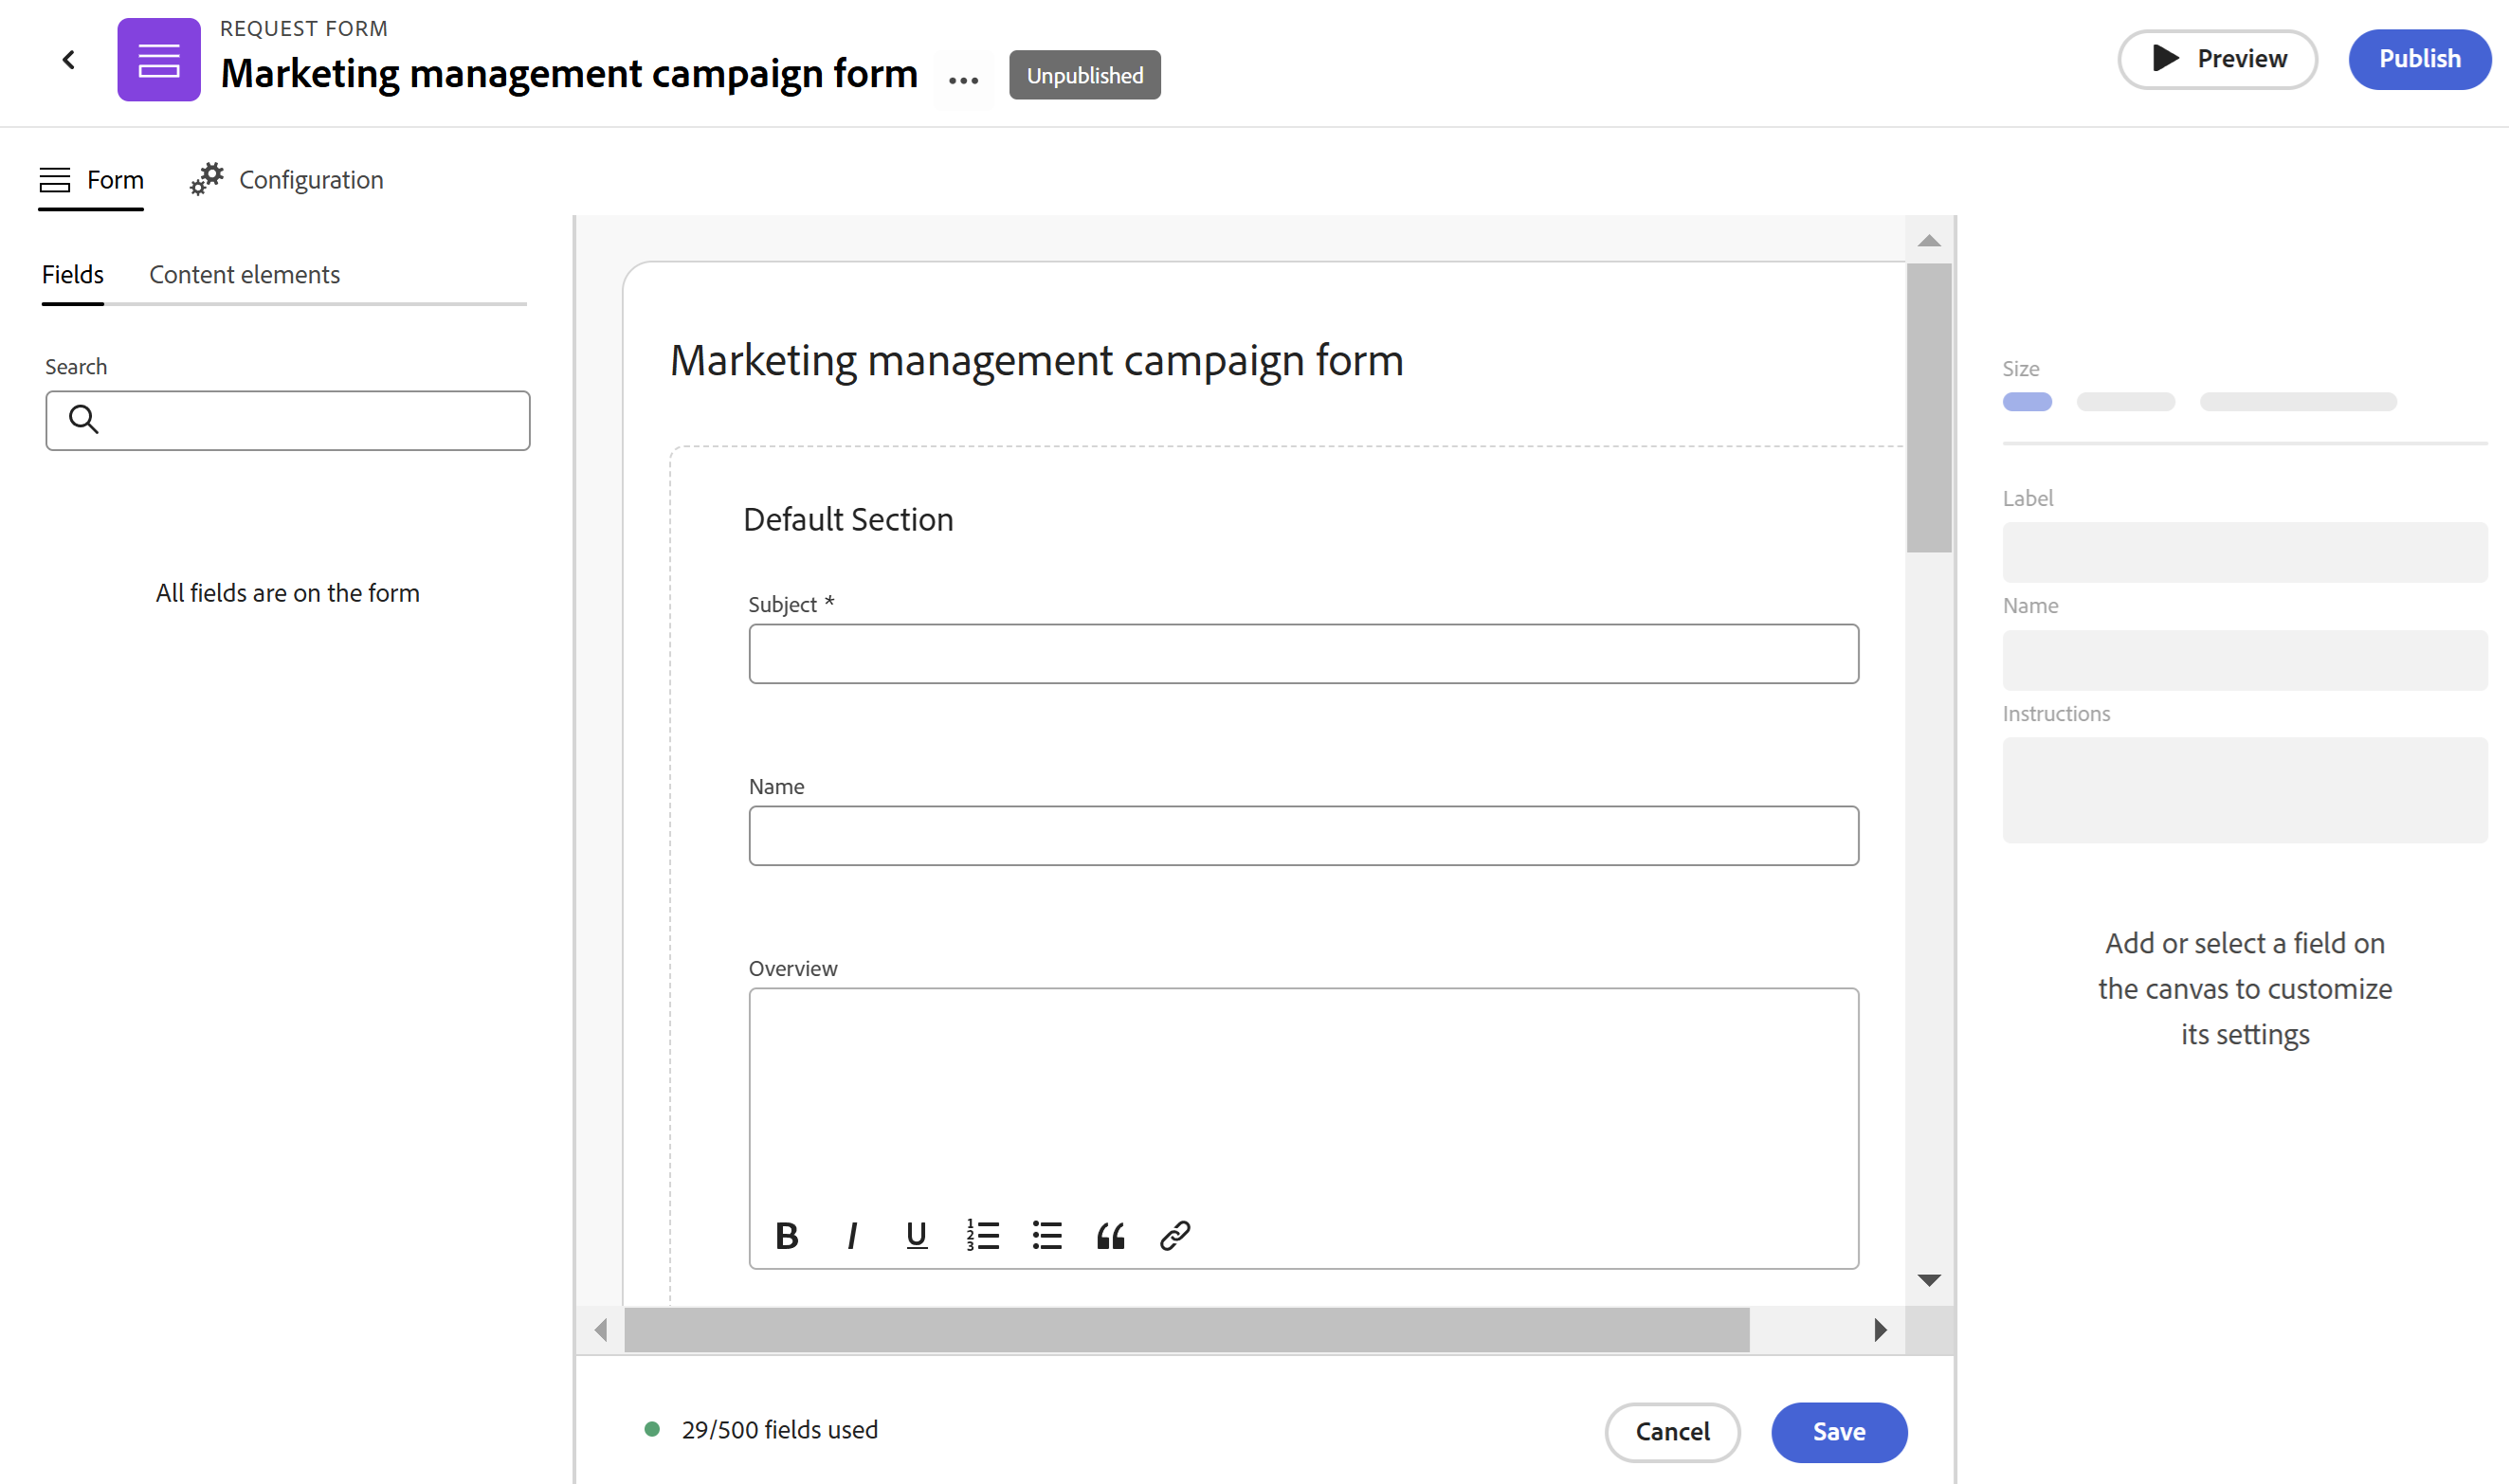 REQUEST FORM
Marketing management campaign form
Unpublished
Preview
Publish
Form
Configuration
Fields
Content elements
Search
All fields are on the form
Marketing management campaign form
Default Section
Subject *
Name
Overview
B I U
29/500 fields used
Cancel
Save
Size
Label
Name
Instructions
Add or select a field on
the canvas to customize
its settings